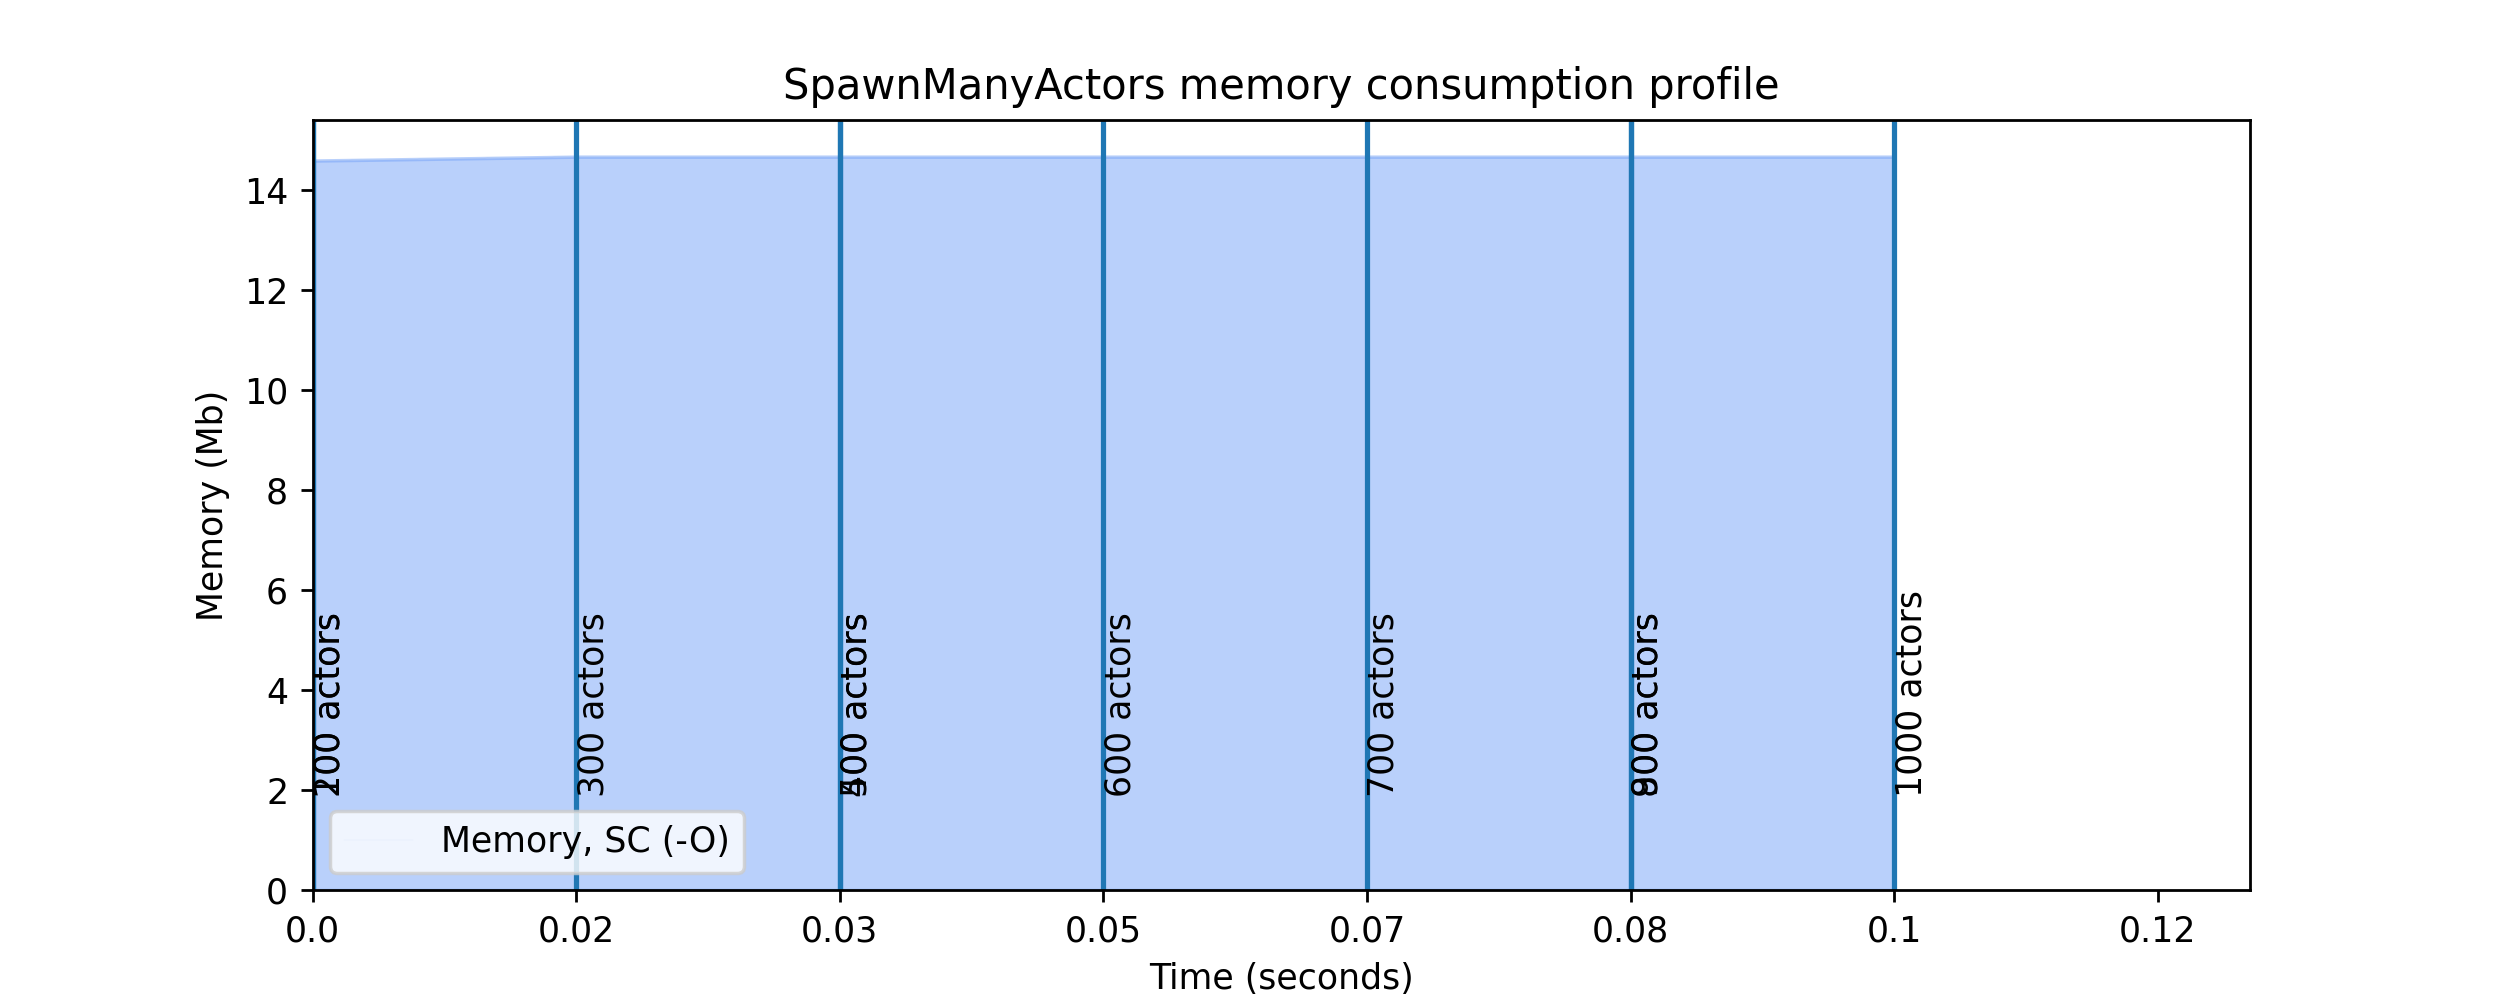 SpawnManyActors memory consumption profile
Memory (Mb)
14
12
10
8
6
4
2
0
200 actors
300 actors
actors
600 actors
700 actors
actors
1000 actors
Memory, SC (-O)
0.0 0.02 0.03 0.05 0.07 0.08 0.1 0.12
Time (seconds)